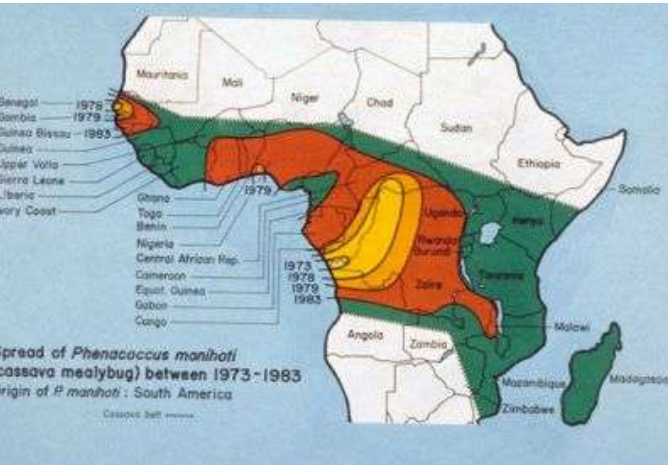 Mauritania
Mali
Niger
Chad
Sudan
Ethiopia
Somalia
Senegal 1978
Gambia 1979
Guinea Bissau 1983
Guinea
Upper Volta
Sierra Leone
Liberia
Ivory Coast
1979
Ghana
Togo
Benin
Nigeria
Central African Rep.
Cameroon
Equat. Guinea
Gabon
Congo
1973
1978
1979
1983
Uganda
Kenya
Rwanda
Burundi
Tanzania
Zaire
Malawi
Angola
Zambia
Mozambique
Zimbabwe
Madagascar
Spread of Phenacoccus manihoti
(cassava mealybug) between 1973-1983
Origin of P. manihoti : South America
Cassava belt